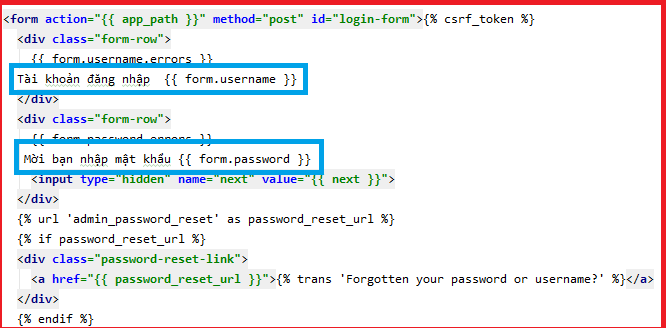 <form action="{{ app_path }}" method="post" id="login-form">{% csrf_token %}
<div class="form-row">
{{ form.username.errors }}
Tài khoản đăng nhập {{ form.username }}
</div>
<div class="form-row">
{{ form.password.errors }}
Mời bạn nhập mật khẩu {{ form.password }}
<input type="hidden" name="next" value="{{ next }}">
</div>
{% url 'admin_password_reset' as password_reset_url %}
{% if password_reset_url %}
<div class="password-reset-link">
<a href="{{ password_reset_url }}">{% trans 'Forgotten your password or username?' %}</a>
</div>
{% endif %}